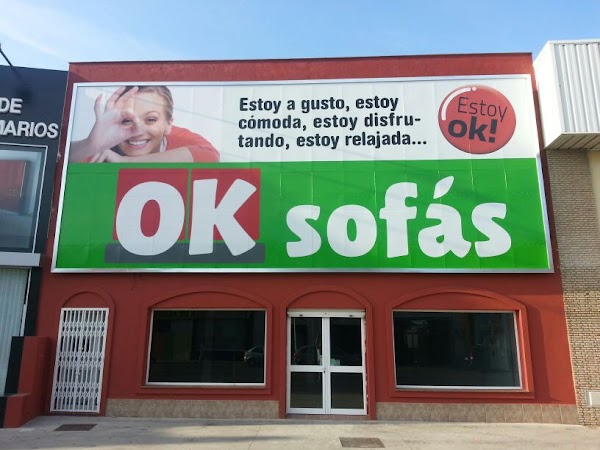 DE
MARIOS
Estoy a gusto, estoy
cómoda, estoy disfru-
tando, estoy relajada...
Estoy
ok!
OK sofás